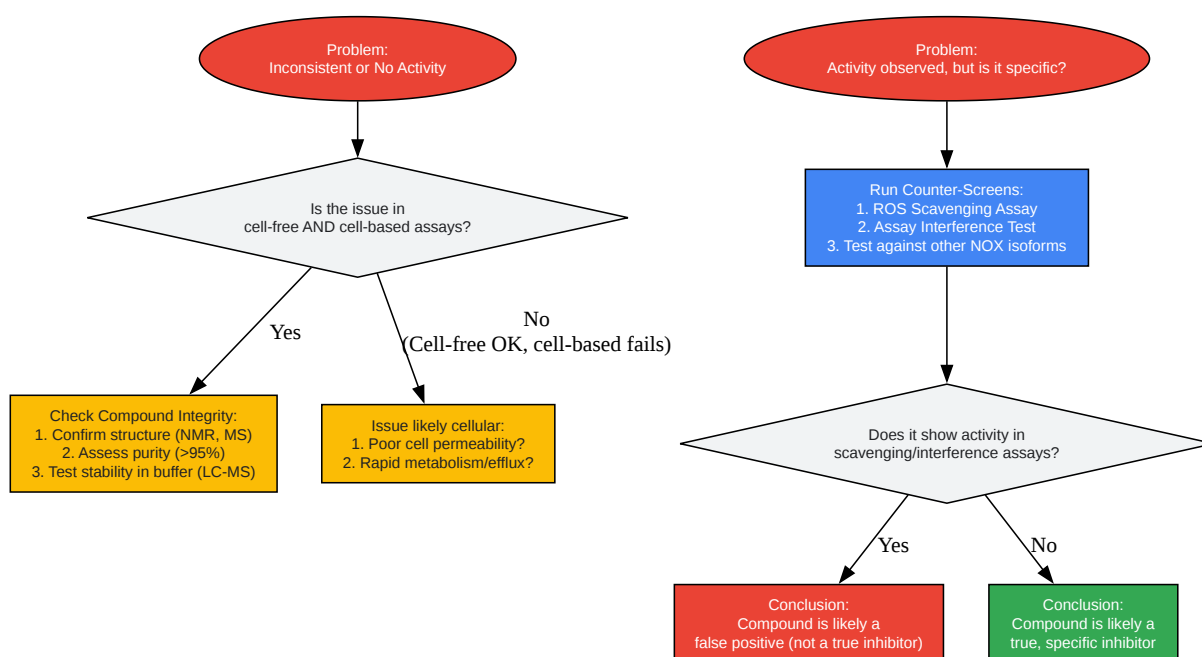 Problem:
Inconsistent or No Activity
Is the issue in
cell-free AND cell-based assays?
Yes
No
(Cell-free OK, cell-based fails)
Check Compound Integrity:
1. Confirm structure (NMR, MS)
2. Assess purity (>95%)
3. Test stability in buffer (LC-MS)
Issue likely cellular:
1. Poor cell permeability?
2. Rapid metabolism/efflux?
Problem:
Activity observed, but is it specific?
Run Counter-Screens:
1. ROS Scavenging Assay
2. Assay Interference Test
3. Test against other NOX isoforms
Does it show activity in
scavenging/interference assays?
Yes
No
Conclusion:
Compound is likely a
false positive (not a true inhibitor)
Conclusion:
Compound is likely a
true, specific inhibitor